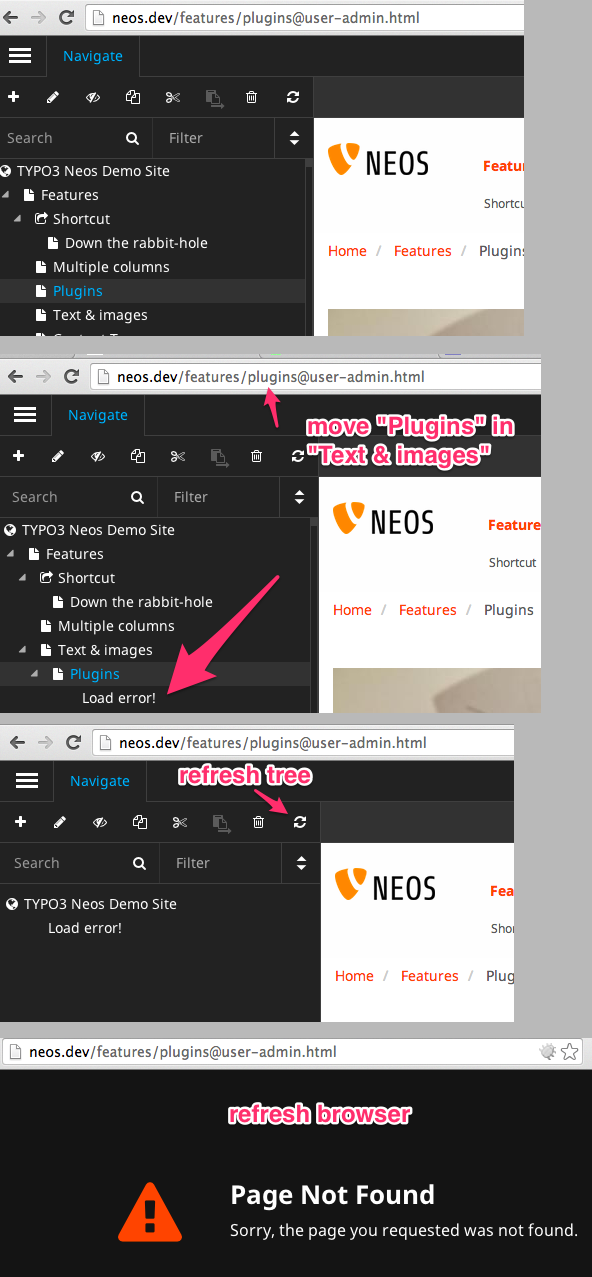 neos.dev/features/plugins@user-admin.html
Navigate
Search
Filter
TYPO3 Neos Demo Site
Features
Shortcut
Down the rabbit-hole
Multiple columns
Plugins
Text & images
NEOS
Featu
Shortcu
Home / Features / Plugins
neos.dev/features/plugins@user-admin.html
Navigate
move "Plugins" in
"Text & images"
Search
Filter
TYPO3 Neos Demo Site
Features
Shortcut
Down the rabbit-hole
Multiple columns
Text & images
Plugins
Load error!
NEOS
Feature
Shortcut
Home / Features / Plugins
neos.dev/features/plugins@user-admin.html
Navigate
refresh tree
Search
Filter
TYPO3 Neos Demo Site
Load error!
NEOS
Fea
Shor
Home / Features / Plug
neos.dev/features/plugins@user-admin.html
refresh browser
Page Not Found
Sorry, the page you requested was not found.